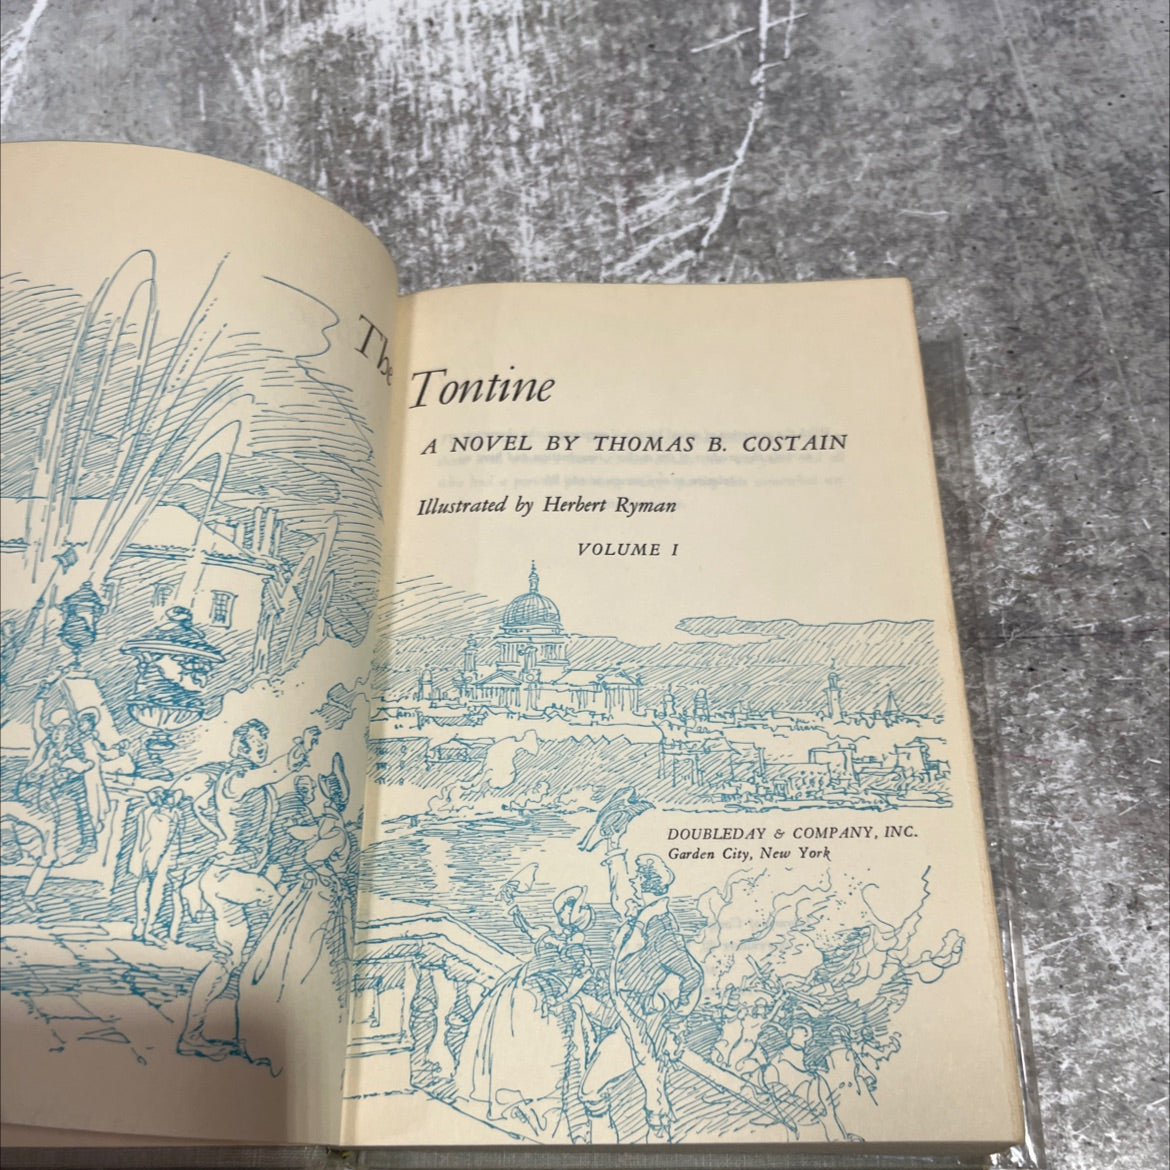 The Tontine
A NOVEL BY THOMAS B. COSTAIN
Illustrated by Herbert Ryman
VOLUME I
DOUBLEDAY & COMPANY, INC.
Garden City, New York